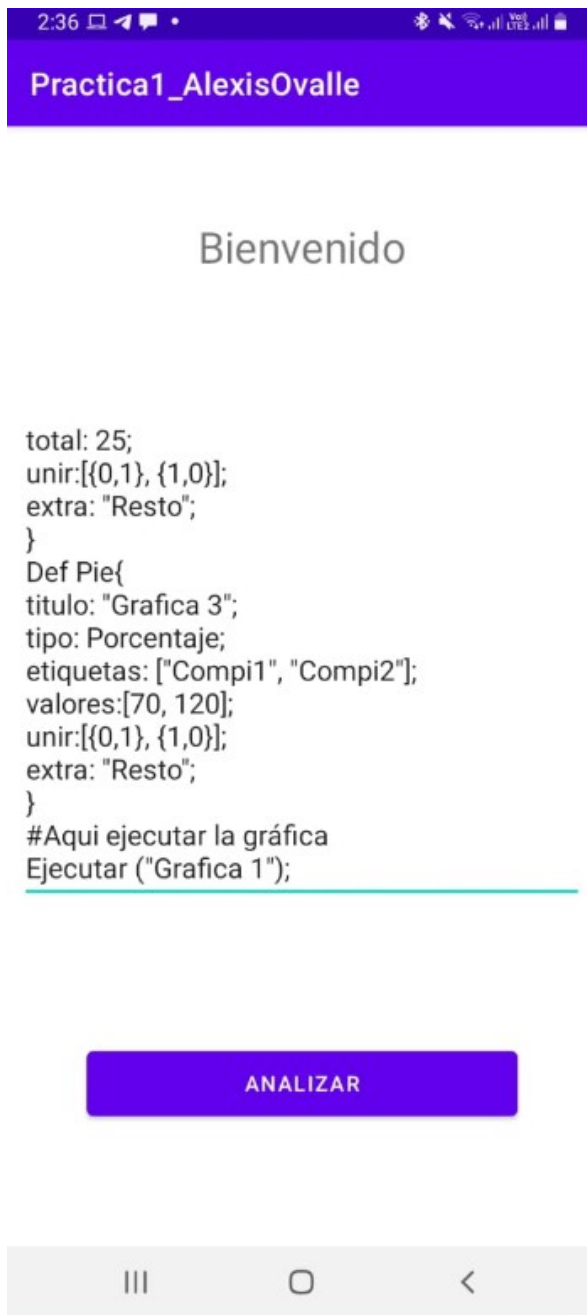 2:36
Practica1_AlexisOvalle
Bienvenido
total: 25;
unir:[{0,1}, {1,0}];
extra: "Resto";
}
Def Pie{
titulo: "Grafica 3";
tipo: Porcentaje;
etiquetas: ["Compi1", "Compi2"];
valores:[70, 120];
unir:[{0,1}, {1,0}];
extra: "Resto";
}
#Aqui ejecutar la gráfica
Ejecutar ("Grafica 1");
ANALIZAR